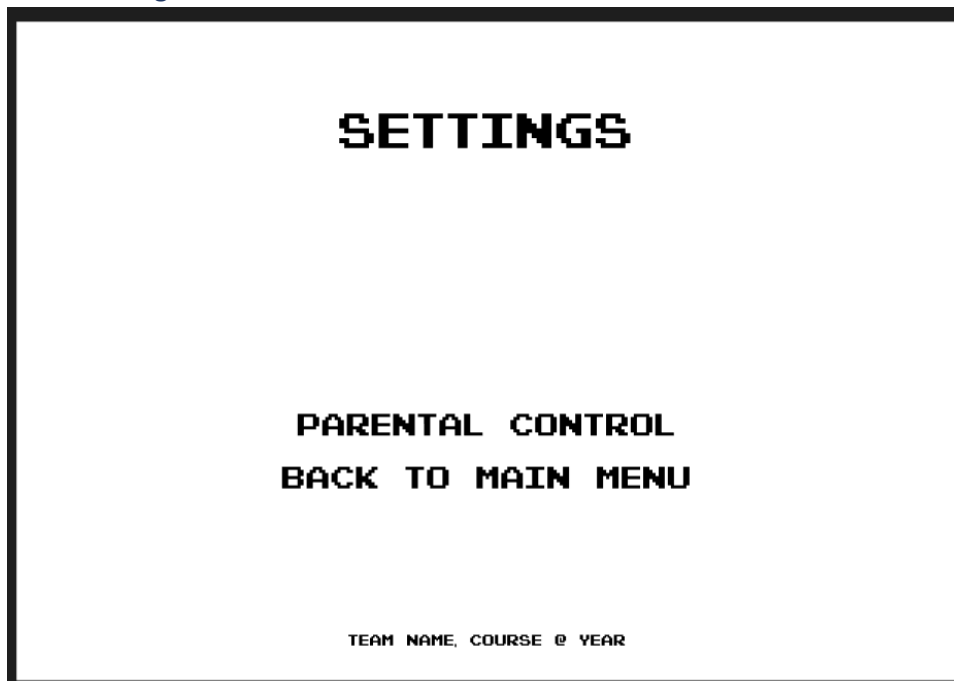 SETTINGS
PARENTAL CONTROL
BACK TO MAIN MENU
TEAM NAME, COURSE @ YEAR